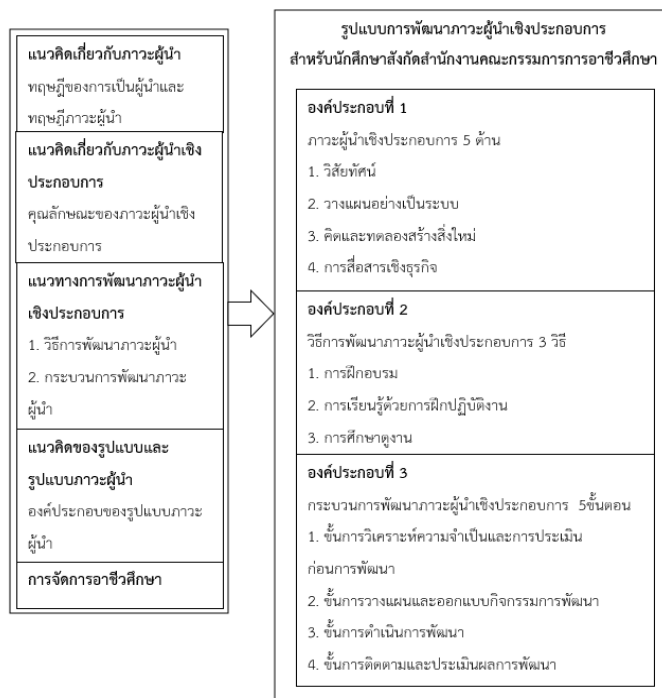 แนวคิดเกี่ยวกับภาวะผู้นำ
ทฤษฎีของการเป็นผู้นำและ
ทฤษฎีภาวะผู้นำ
แนวคิดเกี่ยวกับภาวะผู้นำเชิง
ประกอบการ
คุณลักษณะของภาวะผู้นำเชิง
ประกอบการ
แนวทางการพัฒนาภาวะผู้นำ
เชิงประกอบการ
1. วิธีการพัฒนาภาวะผู้นำ
2. กระบวนการพัฒนาภาวะ
ผู้นำ
แนวคิดของรูปแบบและ
รูปแบบภาวะผู้นำ
องค์ประกอบของรูปแบบภาวะ
ผู้นำ
การจัดการอาชีวศึกษา
รูปแบบการพัฒนาภาวะผู้นำเชิงประกอบการ
สำหรับนักศึกษาสังกัดสำนักงานคณะกรรมการการอาชีวศึกษา
องค์ประกอบที่ 1
ภาวะผู้นำเชิงประกอบการ 5 ด้าน
1. วิสัยทัศน์
2. วางแผนอย่างเป็นระบบ
3. คิดและทดลองสร้างสิ่งใหม่
4. การสื่อสารเชิงธุรกิจ
องค์ประกอบที่ 2
วิธีการพัฒนาภาวะผู้นำเชิงประกอบการ 3 วิธี
1. การฝึกอบรม
2. การเรียนรู้ด้วยการฝึกปฏิบัติงาน
3. การศึกษาดูงาน
องค์ประกอบที่ 3
กระบวนการพัฒนาภาวะผู้นำเชิงประกอบการ 5ขั้นตอน
1. ขั้นการวิเคราะห์ความจำเป็นและการประเมิน
ก่อนการพัฒนา
2. ขั้นการวางแผนและออกแบบกิจกรรมการพัฒนา
3. ขั้นการดำเนินการพัฒนา
4. ขั้นการติดตามและประเมินผลการพัฒนา